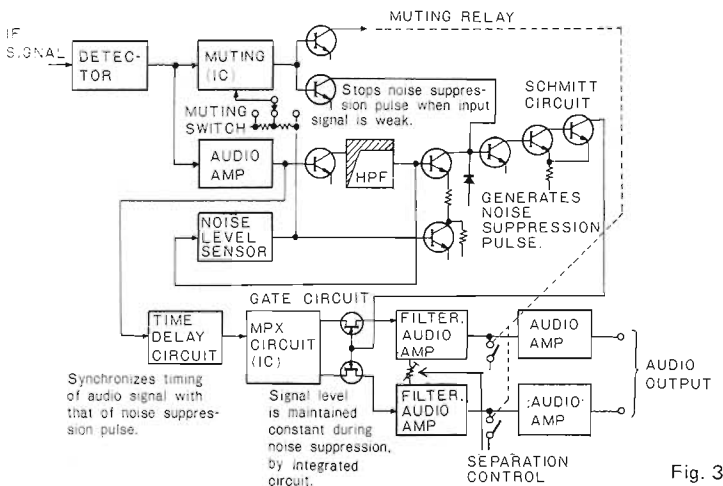 MUTING RELAY
IF
SIGNAL
DETEC-
TOR
MUTING
(IC)
Stops noise suppres-
sion pulse when input
signal is weak.
SCHMITT
CIRCUIT
MUTING
SWITCH
AUDIO
AMP
HPF
GENERATES
NOISE
SUPPRESSION
PULSE.
NOISE
LEVEL
SENSOR
GATE CIRCUIT
TIME
DELAY
CIRCUIT
MPX
CIRCUIT
(IC)
FILTER,
AUDIO
AMP
AUDIO
AMP
AUDIO
OUTPUT
FILTER,
AUDIO
AMP
AUDIO
AMP
Synchronizes timing
of audio signal with
that of noise suppres-
sion pulse.
Signal level
is maintained
constant during
noise suppression,
by integrated
circuit.
SEPARATION
CONTROL
Fig. 3